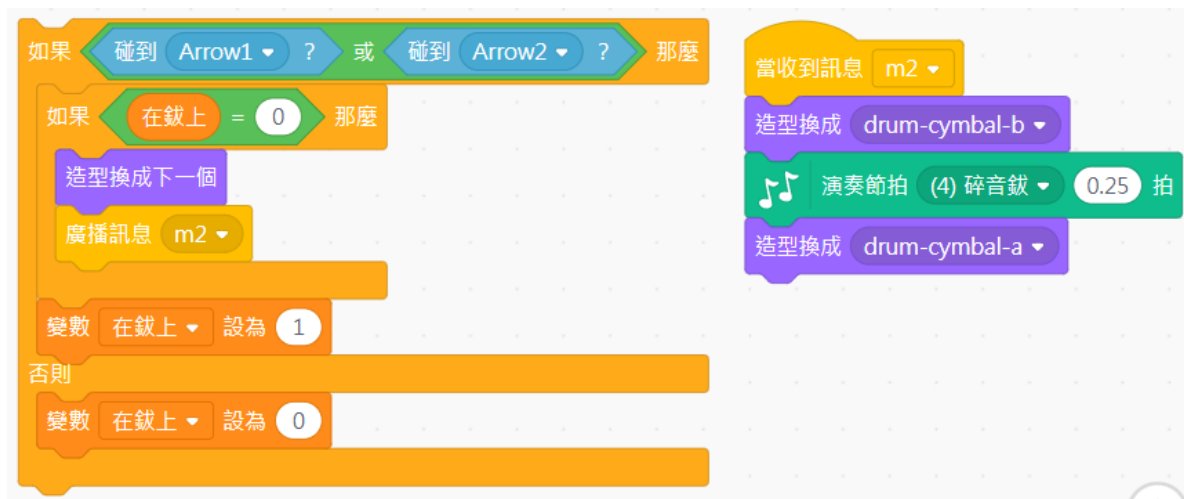 如果 碰到 Arrow1 ? 或 碰到 Arrow2 ? 那麼
如果 在鈸上 = 0 那麼
造型換成下一個
廣播訊息 m2
變數 在鈸上 設為 1
否則
變數 在鈸上 設為 0
當收到訊息 m2
造型換成 drum-cymbal-b
演奏節拍 (4) 碎音鈸 0.25 拍
造型換成 drum-cymbal-a